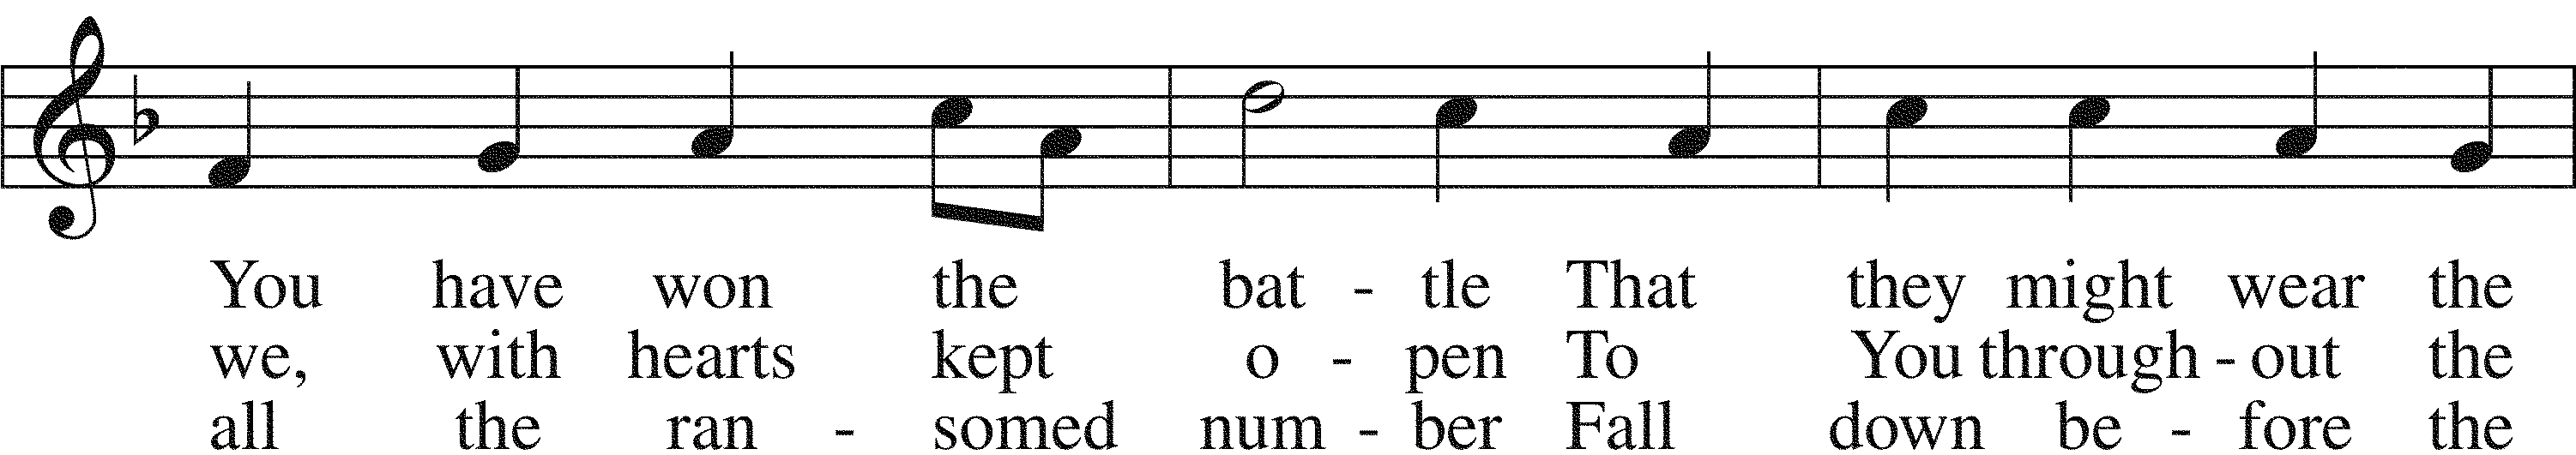 You have won the bat - tle That they might wear the
we, with hearts kept o - pen To You through - out the
all the ran - somed num - ber Fall down be - fore the